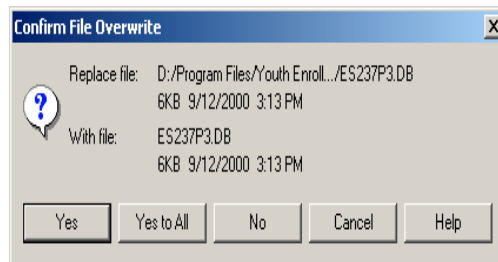 Confirm File Overwrite
Replace file: D:/Program Files/Youth Enroll.../ES237P3.DB
6KB 9/12/2000 3:13 PM
With file: ES237P3.DB
6KB 9/12/2000 3:13 PM
Yes Yes to All No Cancel Help